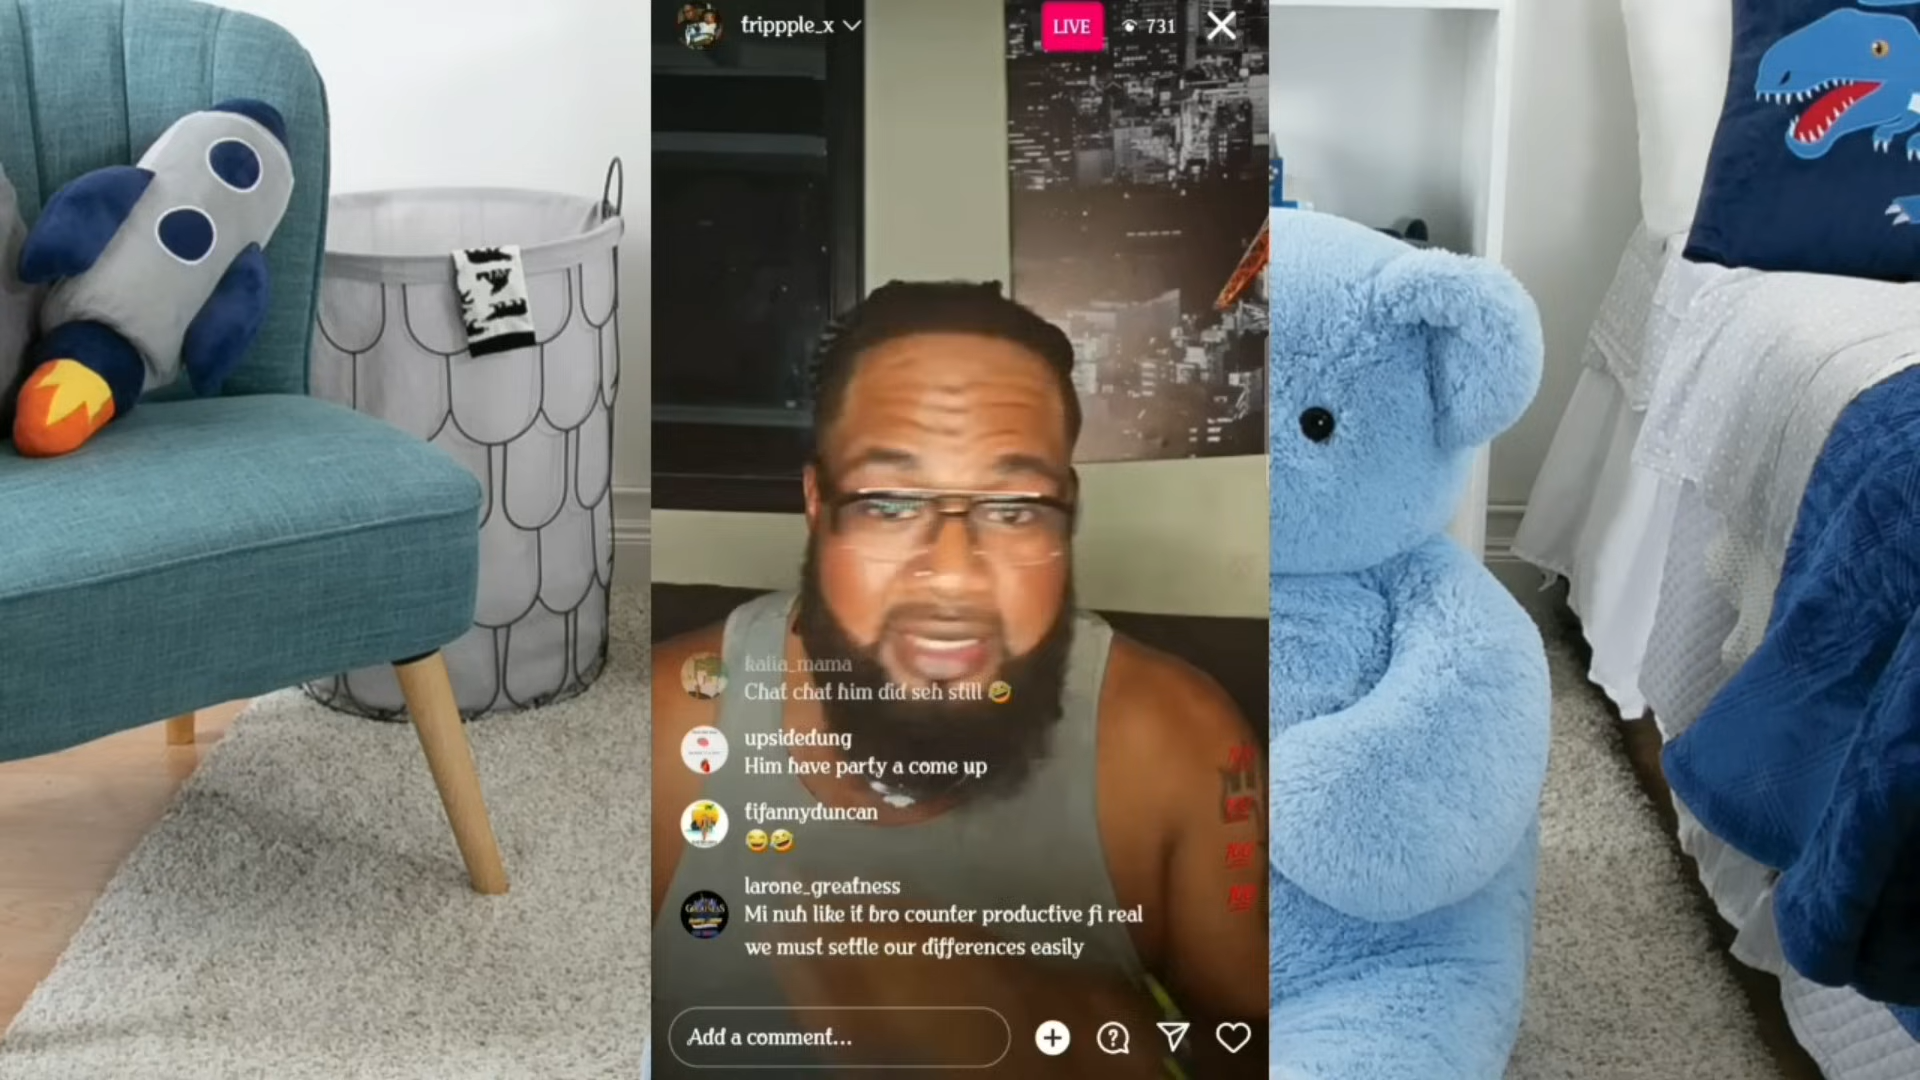 trippple_x
LIVE
731
kalia_mama
Chat chat him did seh still 🤣
upsidedung
Him have party a come up
tifannyduncan
😂🤣
larone_greatness
Mi nuh like it bro counter productive fi real
we must settle our differences easily
Add a comment...